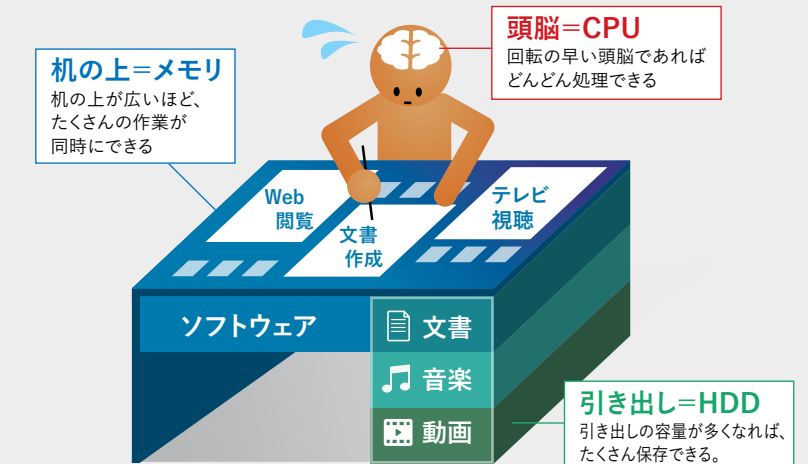 頭脳=CPU
回転の早い頭脳であれば
どんどん処理できる
机の上=メモリ
机の上が広いほど、
たくさんの作業が
同時にできる
Web
閲覧
文書
作成
テレビ
視聴
ソフトウェア
文書
音楽
動画
引き出し=HDD
引き出しの容量が多くなれば、
たくさん保存できる。